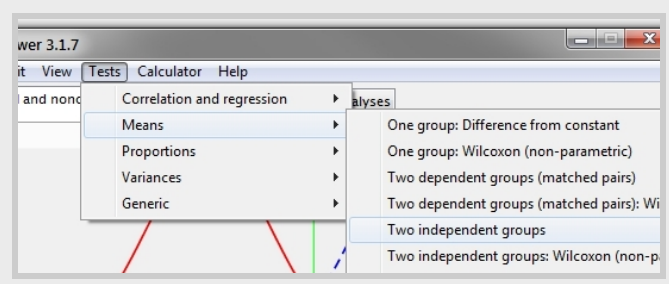 wer 3.1.7
it View Tests Calculator Help
l and nonc
alyses
Correlation and regression
Means
Proportions
Variances
Generic
One group: Difference from constant
One group: Wilcoxon (non-parametric)
Two dependent groups (matched pairs)
Two dependent groups (matched pairs): Wi
Two independent groups
Two independent groups: Wilcoxon (non-p